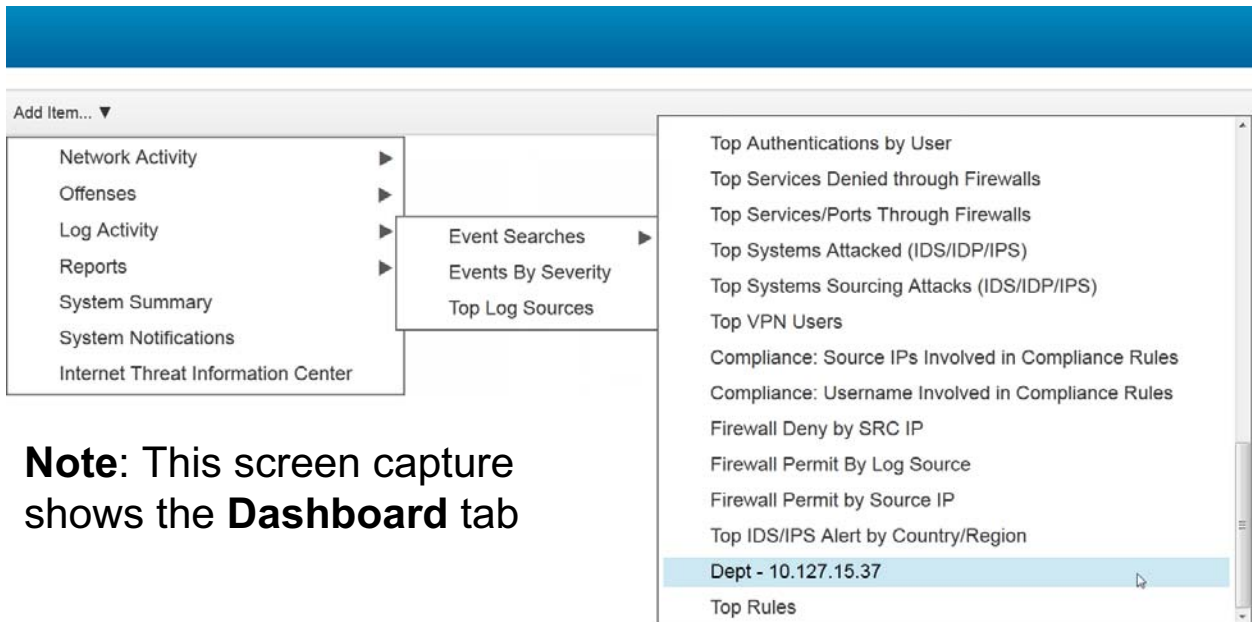 Add Item... ▼
Network Activity ▶
Offenses ▶
Log Activity ▶
Reports ▶
System Summary
System Notifications
Internet Threat Information Center
Event Searches ▶
Events By Severity
Top Log Sources
Top Authentications by User
Top Services Denied through Firewalls
Top Services/Ports Through Firewalls
Top Systems Attacked (IDS/IDP/IPS)
Top Systems Sourcing Attacks (IDS/IDP/IPS)
Top VPN Users
Compliance: Source IPs Involved in Compliance Rules
Compliance: Username Involved in Compliance Rules
Firewall Deny by SRC IP
Firewall Permit By Log Source
Firewall Permit by Source IP
Top IDS/IPS Alert by Country/Region
Dept - 10.127.15.37
Top Rules
Note: This screen capture
shows the Dashboard tab